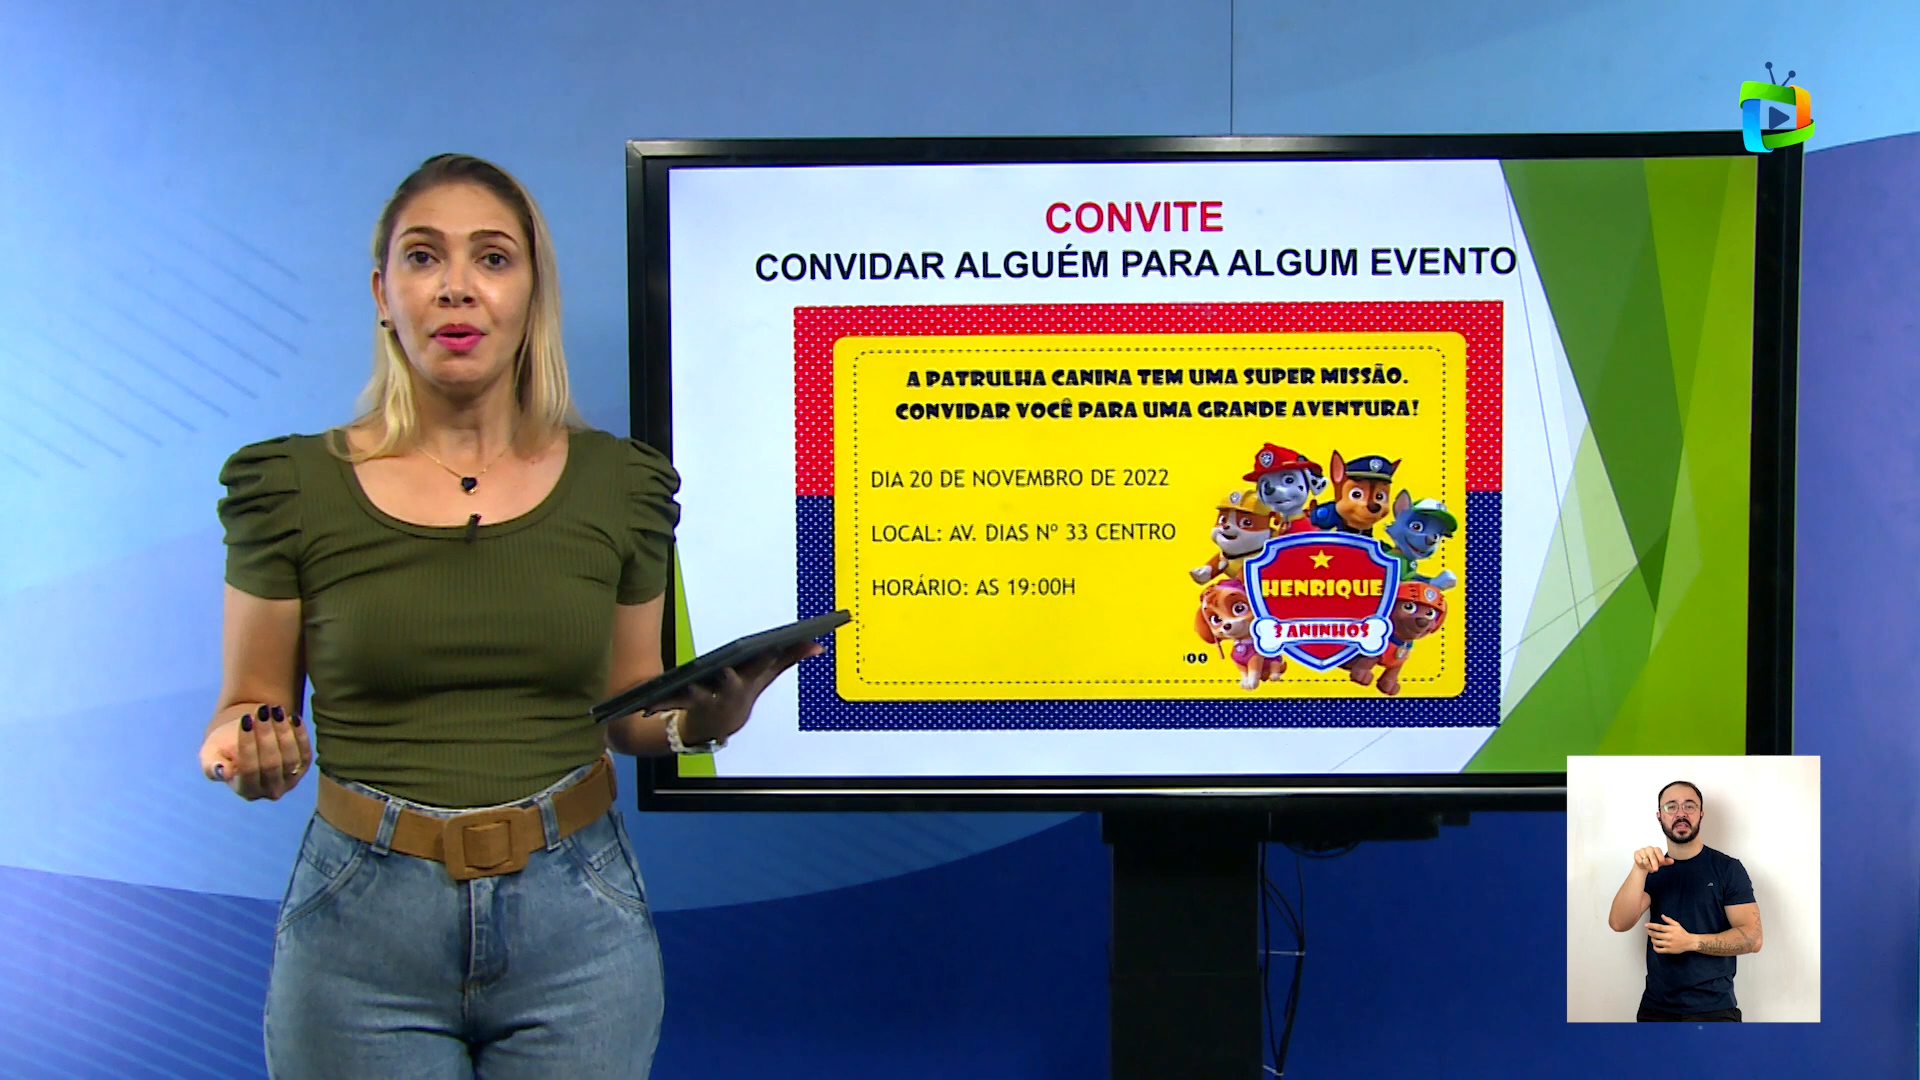 CONVITE
CONVIDAR ALGUÉM PARA ALGUM EVENTO
A PATRULHA CANINA TEM UMA SUPER MISSÃO.
CONVIDAR VOCÊ PARA UMA GRANDE AVENTURA!
DIA 20 DE NOVEMBRO DE 2022
LOCAL: AV. DIAS Nº 33 CENTRO
HORÁRIO: AS 19:00H
HENRIQUE
3 ANINHOS